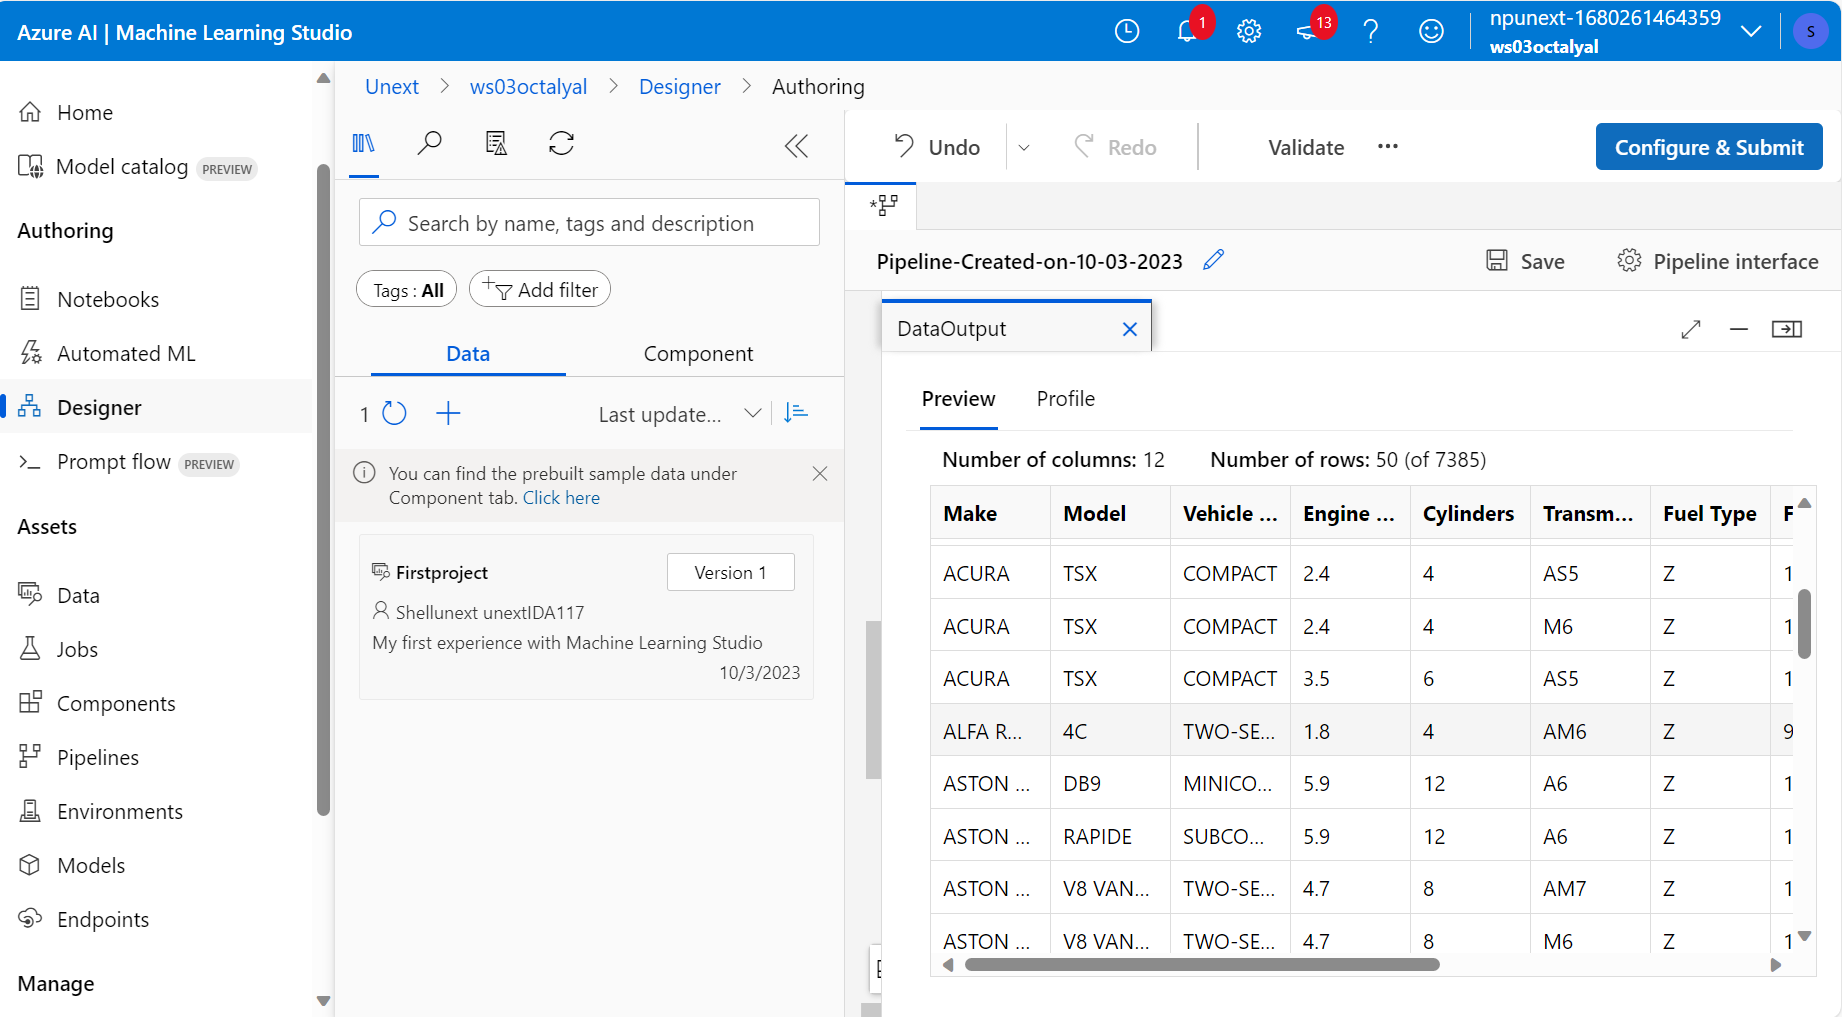 Azure AI | Machine Learning Studio
1
13
npunext-1680261464359
ws03octalyal
S
Home
Model catalog PREVIEW
Authoring
Notebooks
Automated ML
Designer
Prompt flow PREVIEW
Assets
Data
Jobs
Components
Pipelines
Environments
Models
Endpoints
Manage
Unext > ws03octalyal > Designer > Authoring
Search by name, tags and description
Tags : All
Add filter
Data Component
1 Last update...
You can find the prebuilt sample data under
Component tab. Click here
Firstproject Version 1
Shellunext unextIDA117
My first experience with Machine Learning Studio
10/3/2023
Undo Redo Validate ... Configure & Submit
Pipeline-Created-on-10-03-2023 Save Pipeline interface
DataOutput
Preview Profile
Number of columns: 12 Number of rows: 50 (of 7385)
Make Model Vehicle ... Engine ... Cylinders Transm... Fuel Type F
ACURA TSX COMPACT 2.4 4 AS5 Z 1
ACURA TSX COMPACT 2.4 4 M6 Z 1
ACURA TSX COMPACT 3.5 6 AS5 Z 1
ALFA R... 4C TWO-SE... 1.8 4 AM6 Z 9
ASTON ... DB9 MINICO... 5.9 12 A6 Z 1
ASTON ... RAPIDE SUBCO... 5.9 12 A6 Z 1
ASTON ... V8 VAN... TWO-SE... 4.7 8 AM7 Z 1
ASTON ... V8 VAN... TWO-SE... 4.7 8 M6 Z 1